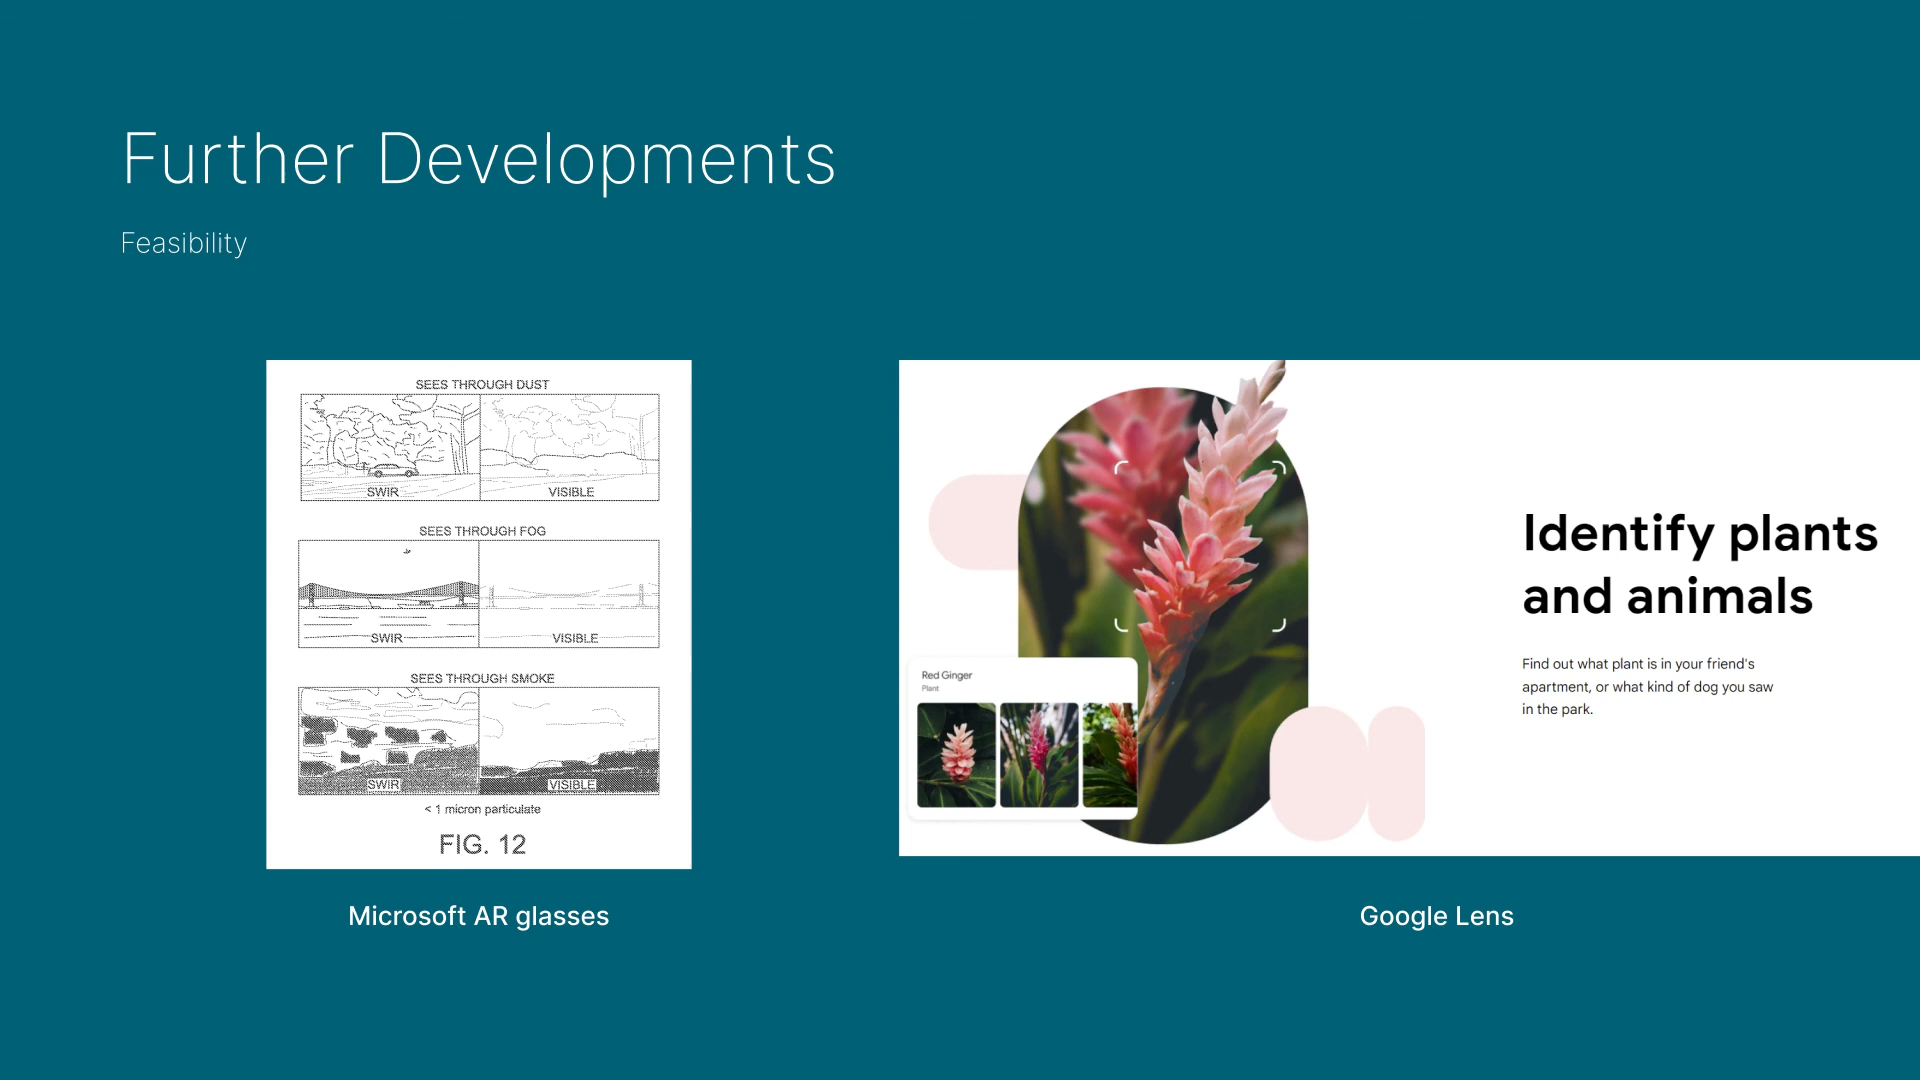 Further Developments
Feasibility
SEES THROUGH DUST
SWIR
VISIBLE
SEES THROUGH FOG
SWIR
VISIBLE
SEES THROUGH SMOKE
SWIR
VISIBLE
< 1 micron particulate
FIG. 12
Microsoft AR glasses
Red Ginger
Plant
Identify plants
and animals
Find out what plant is in your friend's
apartment, or what kind of dog you saw
in the park.
Google Lens